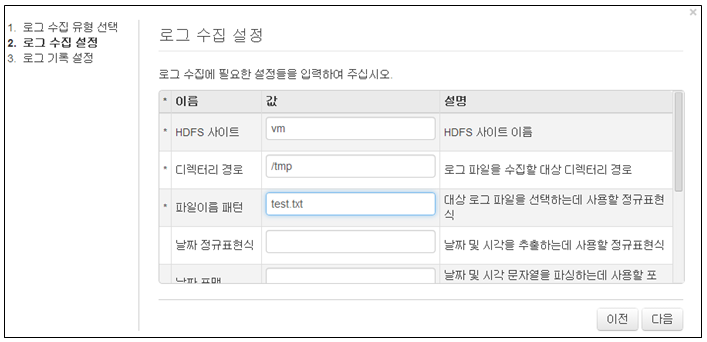 ×
1. 로그 수집 유형 선택
2. 로그 수집 설정
3. 로그 기록 설정
로그 수집 설정
로그 수집에 필요한 설정들을 입력하여 주십시오.
* 이름 값 설명
* HDFS 사이트 vm HDFS 사이트 이름
* 디렉터리 경로 /tmp 로그 파일을 수집할 대상 디렉터리 경로
* 파일이름 패턴 test.txt 대상 로그 파일을 선택하는데 사용할 정규표현
식
날짜 정규표현식 날짜 및 시각을 추출하는데 사용할 정규표현식
날짜 포맷 날짜 및 시각 문자열을 파싱하는데 사용할 포
이전 다음